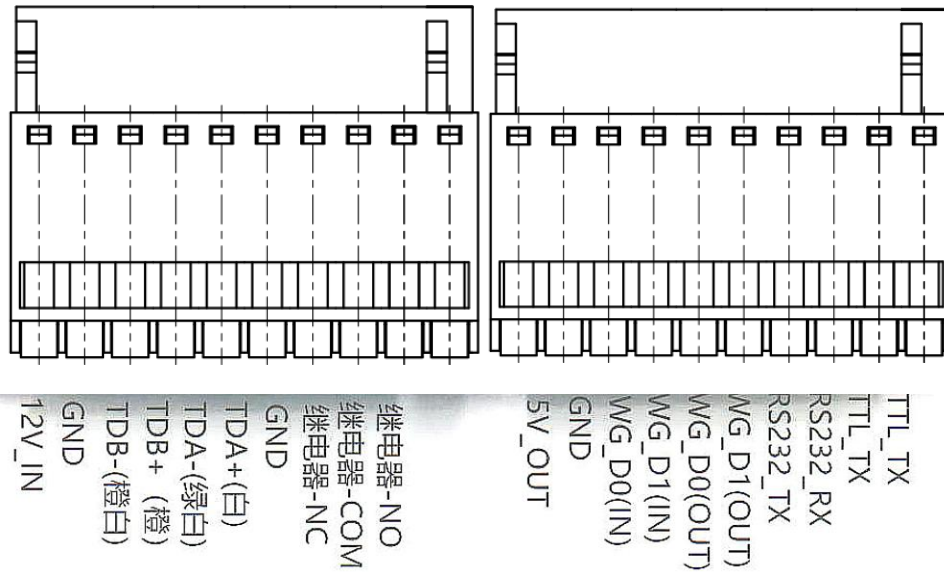 12V_IN
GND
TDB-(橙白)
TDB+ (橙)
TDA-(绿白)
TDA+(白)
GND
继电器-NC
继电器-COM
继电器-NO
5V_OUT
GND
WG_D0(IN)
WG_D1(IN)
WG_D0(OUT)
WG_D1(OUT)
RS232_TX
RS232_RX
TTL_TX
TTL_TX